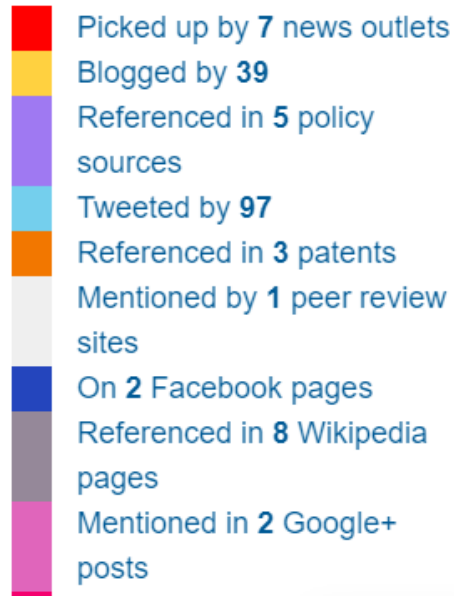 Picked up by 7 news outlets
Blogged by 39
Referenced in 5 policy
sources
Tweeted by 97
Referenced in 3 patents
Mentioned by 1 peer review
sites
On 2 Facebook pages
Referenced in 8 Wikipedia
pages
Mentioned in 2 Google+
posts